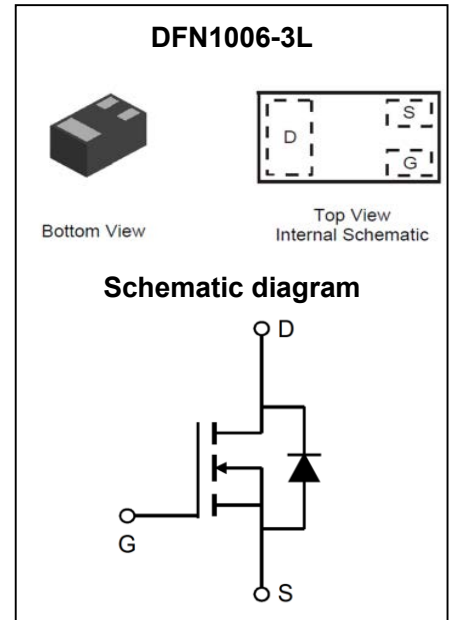 DFN1006-3L
D
S
G
Bottom View
Top View
Internal Schematic
Schematic diagram
D
G
S